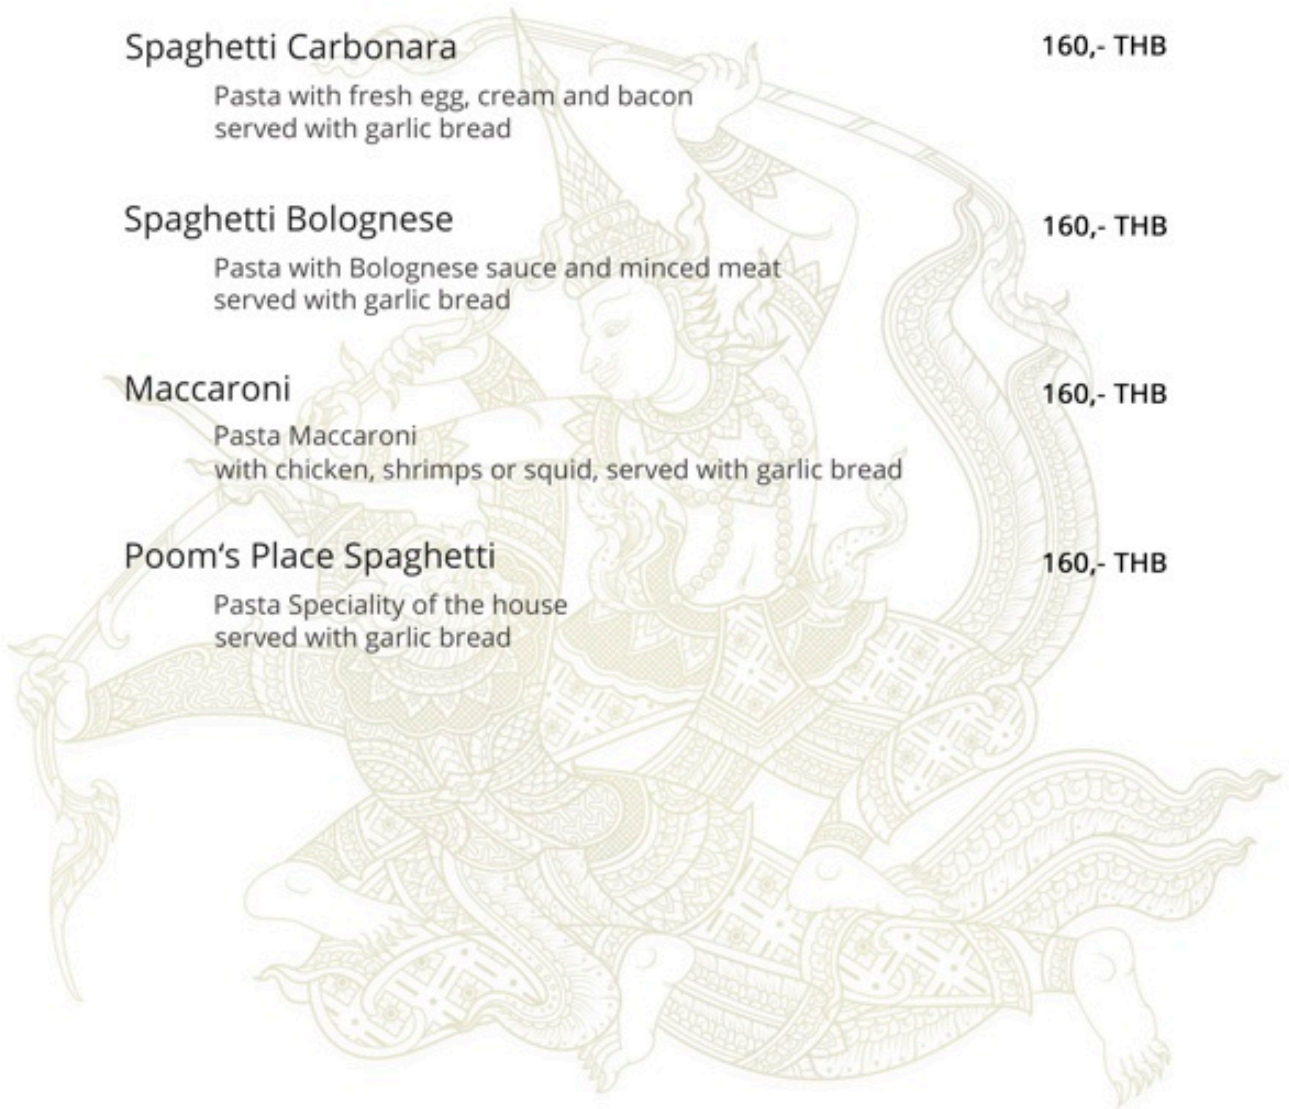 Spaghetti Carbonara 160,- THB
Pasta with fresh egg, cream and bacon
served with garlic bread
Spaghetti Bolognese 160,- THB
Pasta with Bolognese sauce and minced meat
served with garlic bread
Maccaroni 160,- THB
Pasta Maccaroni
with chicken, shrimps or squid, served with garlic bread
Poom‘s Place Spaghetti 160,- THB
Pasta Speciality of the house
served with garlic bread